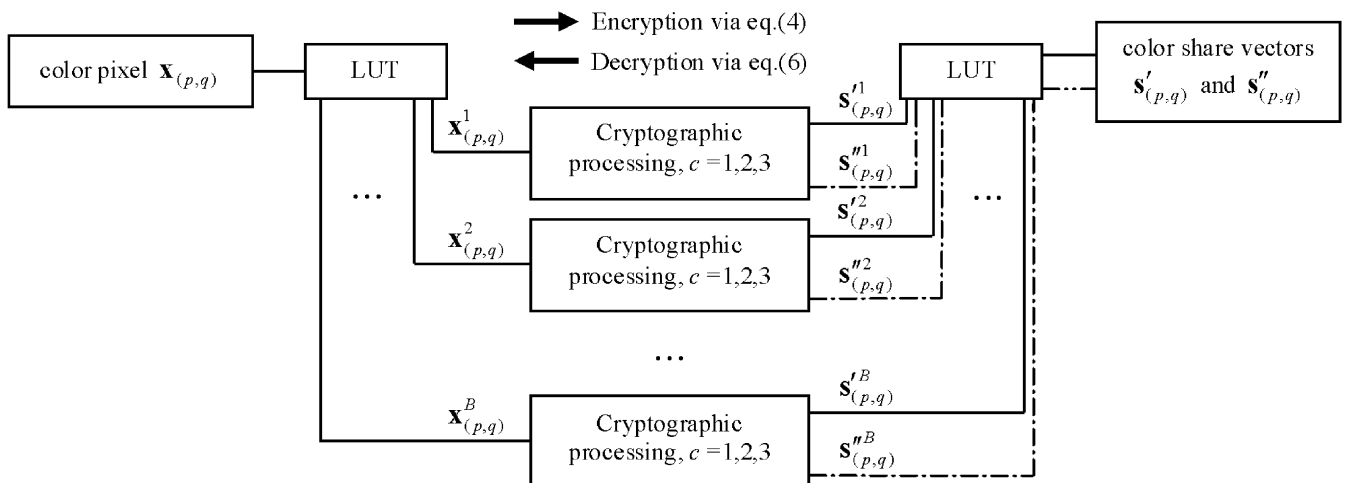 Encryption via eq.(4)
Decryption via eq.(6)
color pixel x(p,q)
LUT
LUT
color share vectors
s′(p,q) and s″(p,q)
x¹(p,q)
Cryptographic
processing, c =1,2,3
s′¹(p,q)
s″¹(p,q)
...
...
x²(p,q)
Cryptographic
processing, c =1,2,3
s′²(p,q)
s″²(p,q)
...
xᴮ(p,q)
Cryptographic
processing, c =1,2,3
s′ᴮ(p,q)
s″ᴮ(p,q)